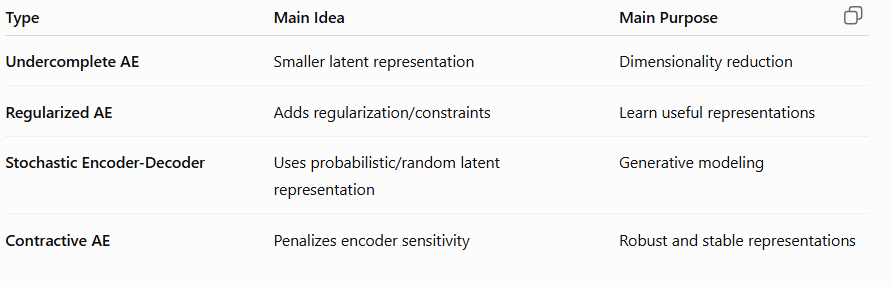 Type Main Idea Main Purpose
Undercomplete AE Smaller latent representation Dimensionality reduction
Regularized AE Adds regularization/constraints Learn useful representations
Stochastic Encoder-Decoder Uses probabilistic/random latent Generative modeling
representation
Contractive AE Penalizes encoder sensitivity Robust and stable representations